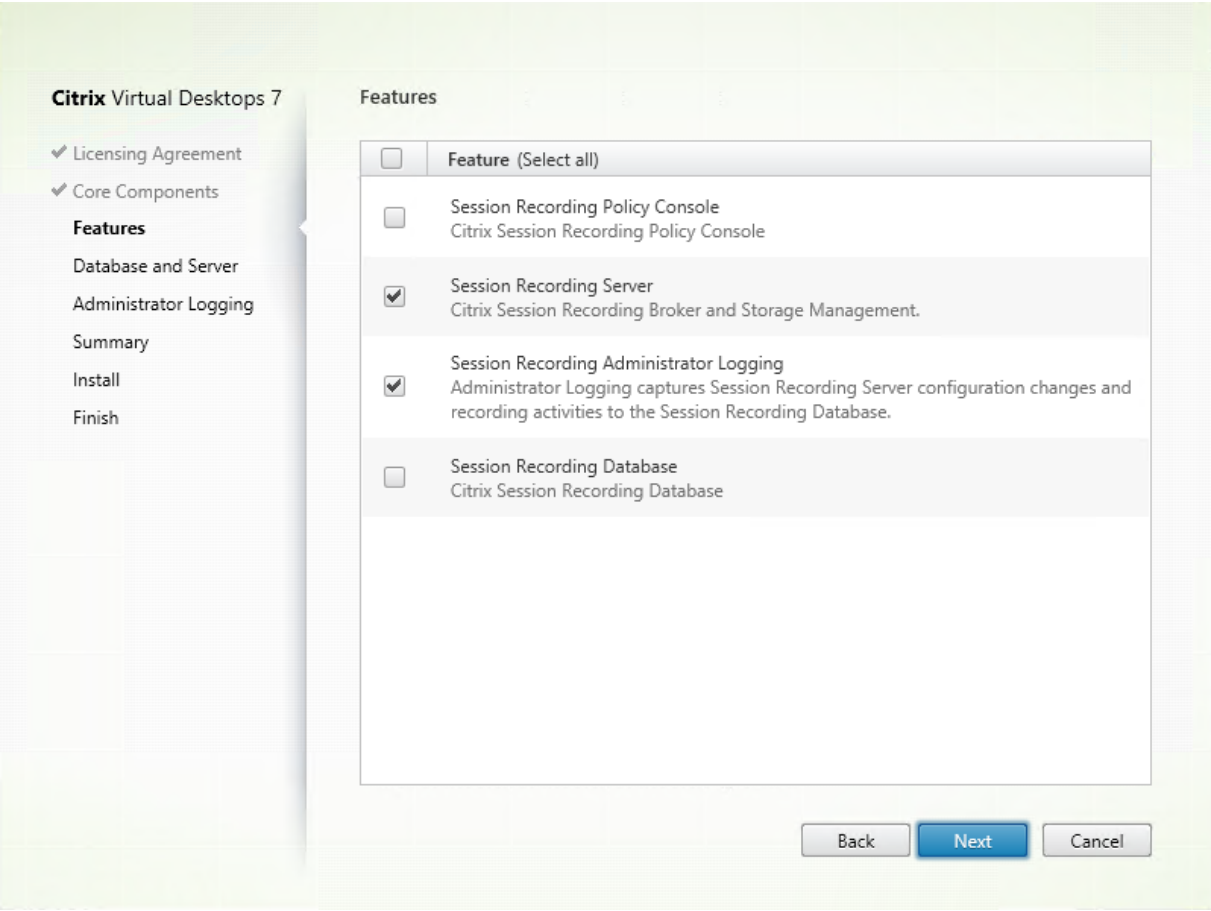 Citrix Virtual Desktops 7
Licensing Agreement
Core Components
Features
Database and Server
Administrator Logging
Summary
Install
Finish
Features
Feature (Select all)
Session Recording Policy Console
Citrix Session Recording Policy Console
Session Recording Server
Citrix Session Recording Broker and Storage Management.
Session Recording Administrator Logging
Administrator Logging captures Session Recording Server configuration changes and
recording activities to the Session Recording Database.
Session Recording Database
Citrix Session Recording Database
Back
Next
Cancel